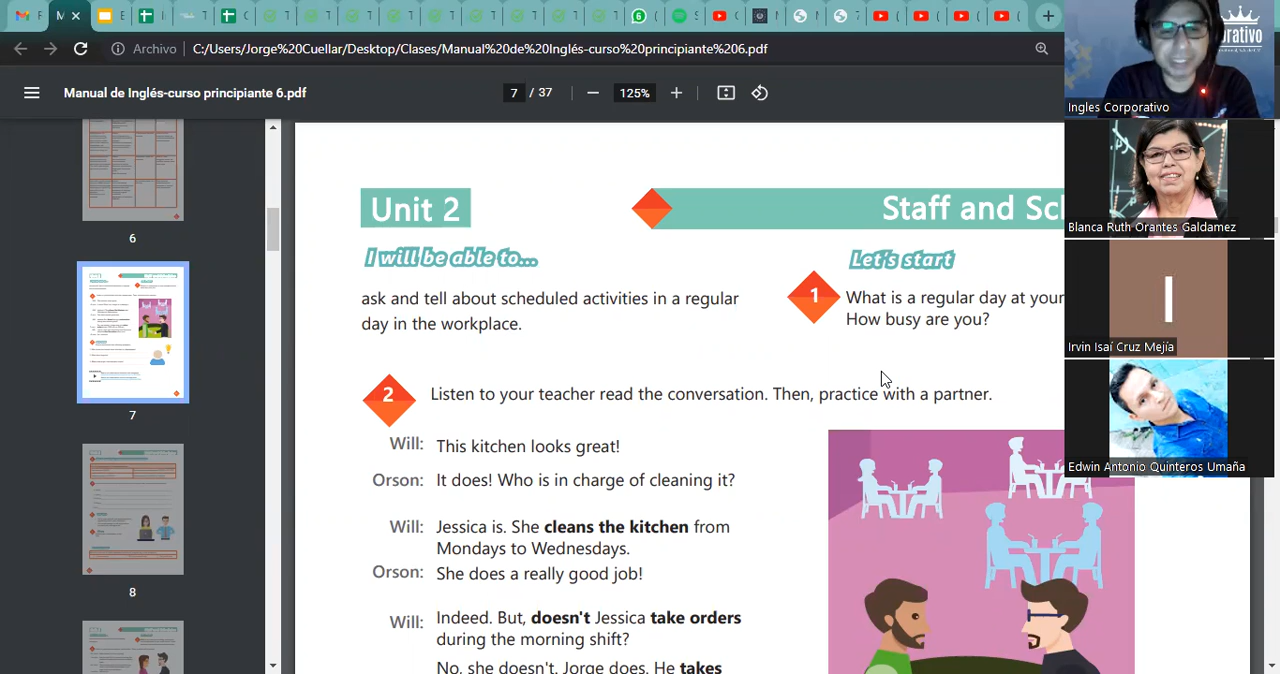 M
M
I
T
C
T
T
T
T
T
T
T
T
T
6
(
S
C
M
M
7
(
(
(
(
Archivo
C:/Users/Jorge%20Cuellar/Desktop/Clases/Manual%20de%20Inglés-curso%20principiante%206.pdf
Manual de Inglés-curso principiante 6.pdf
7 / 37
125%
6
7
8
Unit 2
Staff and Sch
I will be able to...
ask and tell about scheduled activities in a regular
day in the workplace.
Let's start
1
What is a regular day at your
How busy are you?
2
Listen to your teacher read the conversation. Then, practice with a partner.
Will: This kitchen looks great!
Orson: It does! Who is in charge of cleaning it?
Will: Jessica is. She cleans the kitchen from
Mondays to Wednesdays.
Orson: She does a really good job!
Will: Indeed. But, doesn't Jessica take orders
during the morning shift?
No, she doesn't. Jorge does. He takes
orativo
Ingles Corporativo
Blanca Ruth Orantes Galdamez
I
Irvin Isaí Cruz Mejía
Edwin Antonio Quinteros Umaña